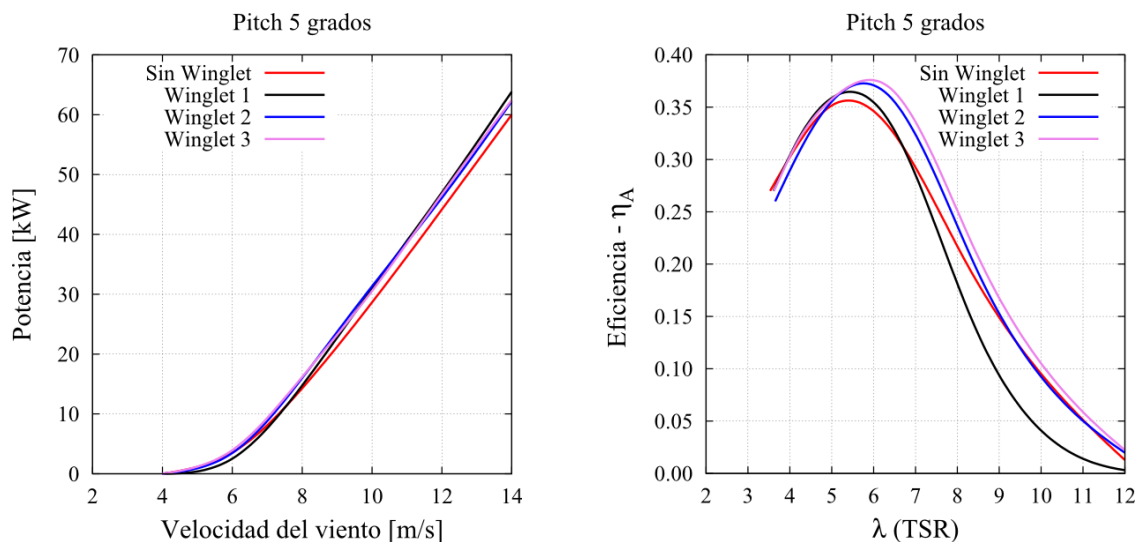 Pitch 5 grados
70
60
50
40
30
20
10
0
2 4 6 8 10 12 14
Potencia [kW]
Velocidad del viento [m/s]
Sin Winglet
Winglet 1
Winglet 2
Winglet 3
Pitch 5 grados
0.40
0.35
0.30
0.25
0.20
0.15
0.10
0.05
0.00
2 3 4 5 6 7 8 9 10 11 12
Eficiencia - ηA
λ (TSR)
Sin Winglet
Winglet 1
Winglet 2
Winglet 3